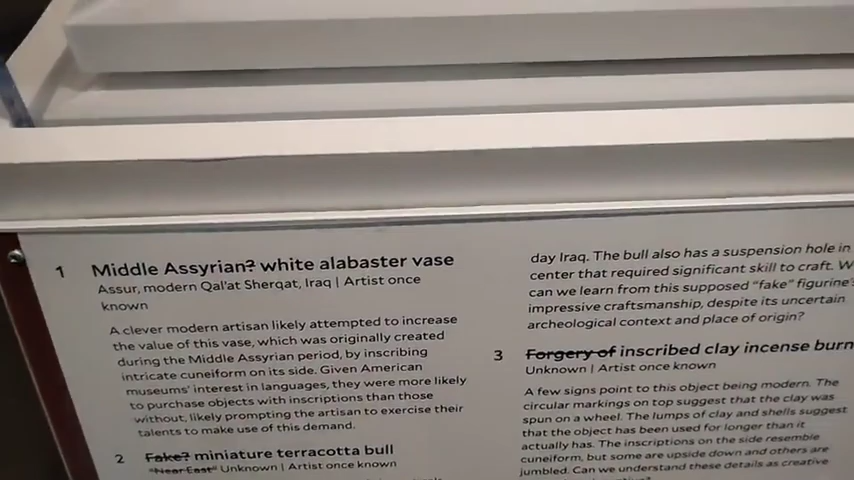 1 Middle Assyrian? white alabaster vase
Assur, modern Qal'at Sherqat, Iraq | Artist once
known
A clever modern artisan likely attempted to increase
the value of this vase, which was originally created
during the Middle Assyrian period, by inscribing
intricate cuneiform on its side. Given American
museums' interest in languages, they were more likely
to purchase objects with inscriptions than those
without, likely prompting the artisan to exercise their
talents to make use of this demand.
2 Fake? miniature terracotta bull
"Near East" Unknown | Artist once known
day Iraq. The bull also has a suspension hole in
center that required significant skill to craft. W
can we learn from this supposed "fake" figurine'
impressive craftsmanship, despite its uncertain
archeological context and place of origin?
3 Forgery of inscribed clay incense burn
Unknown | Artist once known
A few signs point to this object being modern. The
circular markings on top suggest that the clay was
spun on a wheel. The lumps of clay and shells suggest
that the object has been used for longer than it
actually has. The inscriptions on the side resemble
cuneiform, but some are upside down and others are
jumbled. Can we understand these details as creative